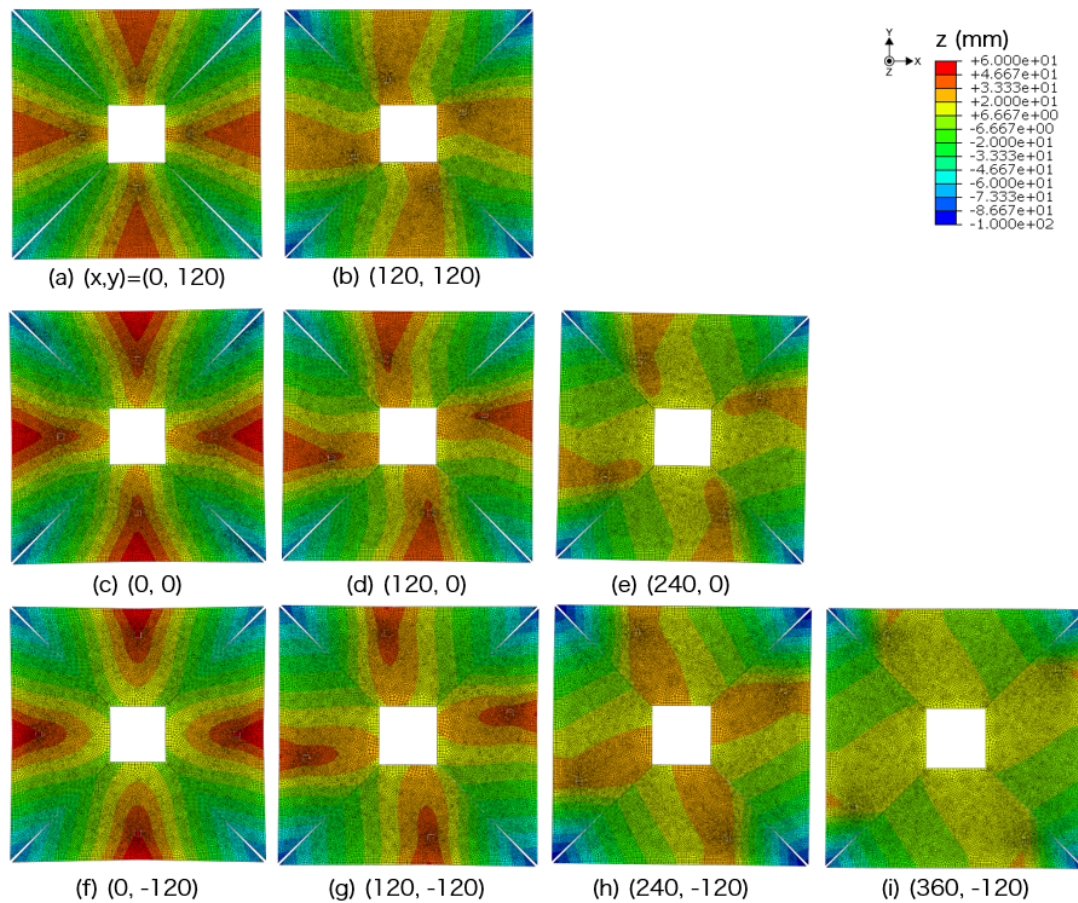 Y
X
Z
z (mm)
+6.000e+01
+4.667e+01
+3.333e+01
+2.000e+01
+6.667e+00
-6.667e+00
-2.000e+01
-3.333e+01
-4.667e+01
-6.000e+01
-7.333e+01
-8.667e+01
-1.000e+02
(a) (x,y)=(0, 120)
(b) (120, 120)
(c) (0, 0)
(d) (120, 0)
(e) (240, 0)
(f) (0, -120)
(g) (120, -120)
(h) (240, -120)
(i) (360, -120)